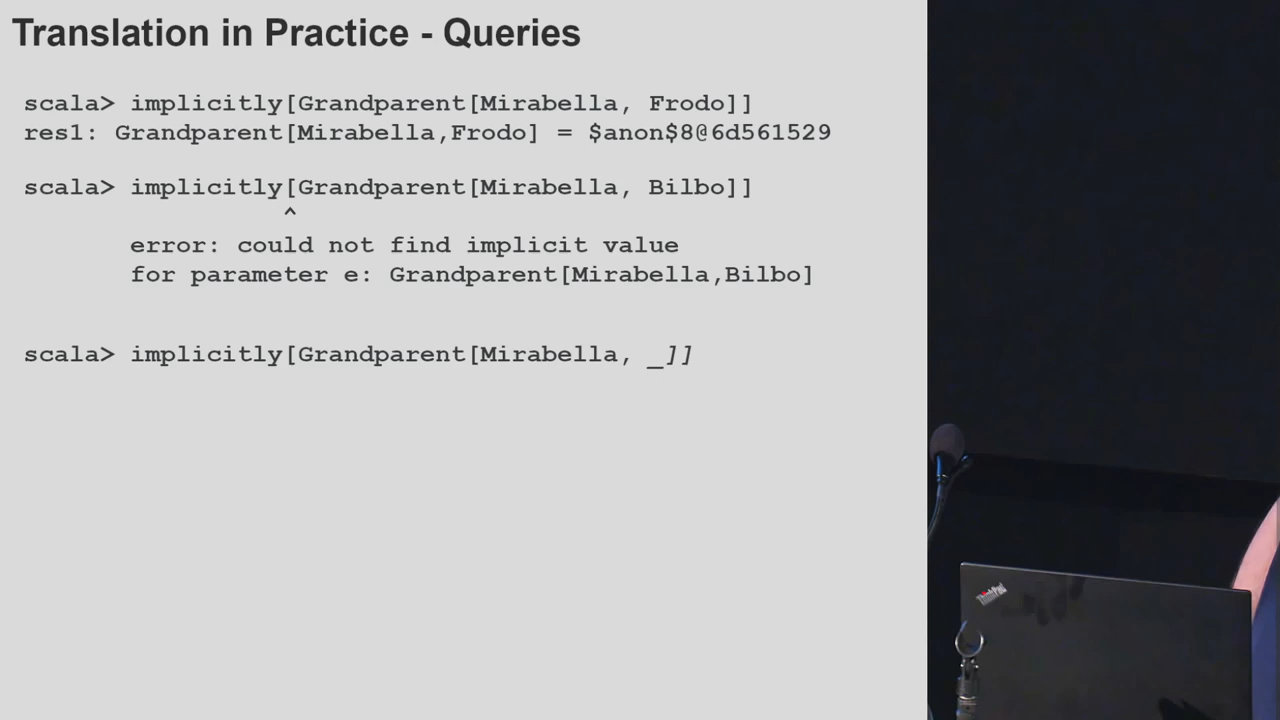 Translation in Practice - Queries
scala> implicitly[Grandparent[Mirabella, Frodo]]
res1: Grandparent[Mirabella,Frodo] = $anon$8@6d561529
scala> implicitly[Grandparent[Mirabella, Bilbo]]
^
error: could not find implicit value
for parameter e: Grandparent[Mirabella,Bilbo]
scala> implicitly[Grandparent[Mirabella, _]]
ThinkPad